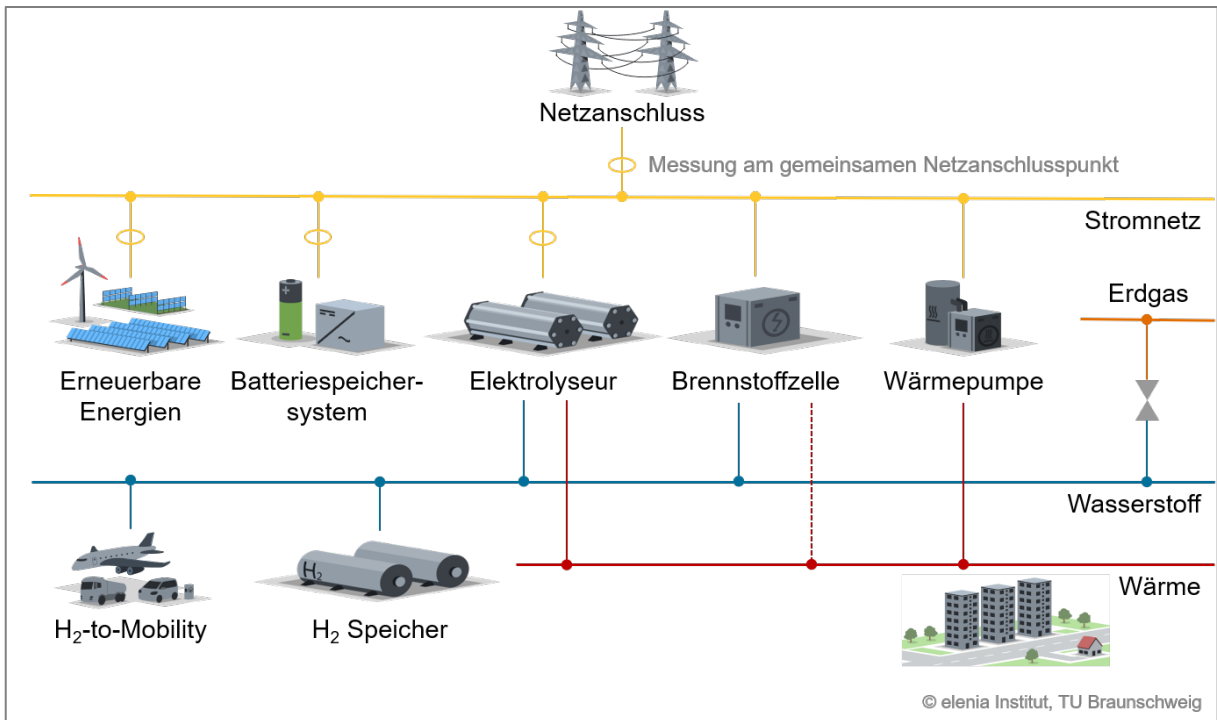 Netzanschluss
Messung am gemeinsamen Netzanschlusspunkt
Stromnetz
Erdgas
Erneuerbare
Energien
Batteriespeicher-
system
Elektrolyseur
Brennstoffzelle
Wärmepumpe
Wasserstoff
H₂
H₂-to-Mobility
H₂ Speicher
Wärme
© elenia Institut, TU Braunschweig